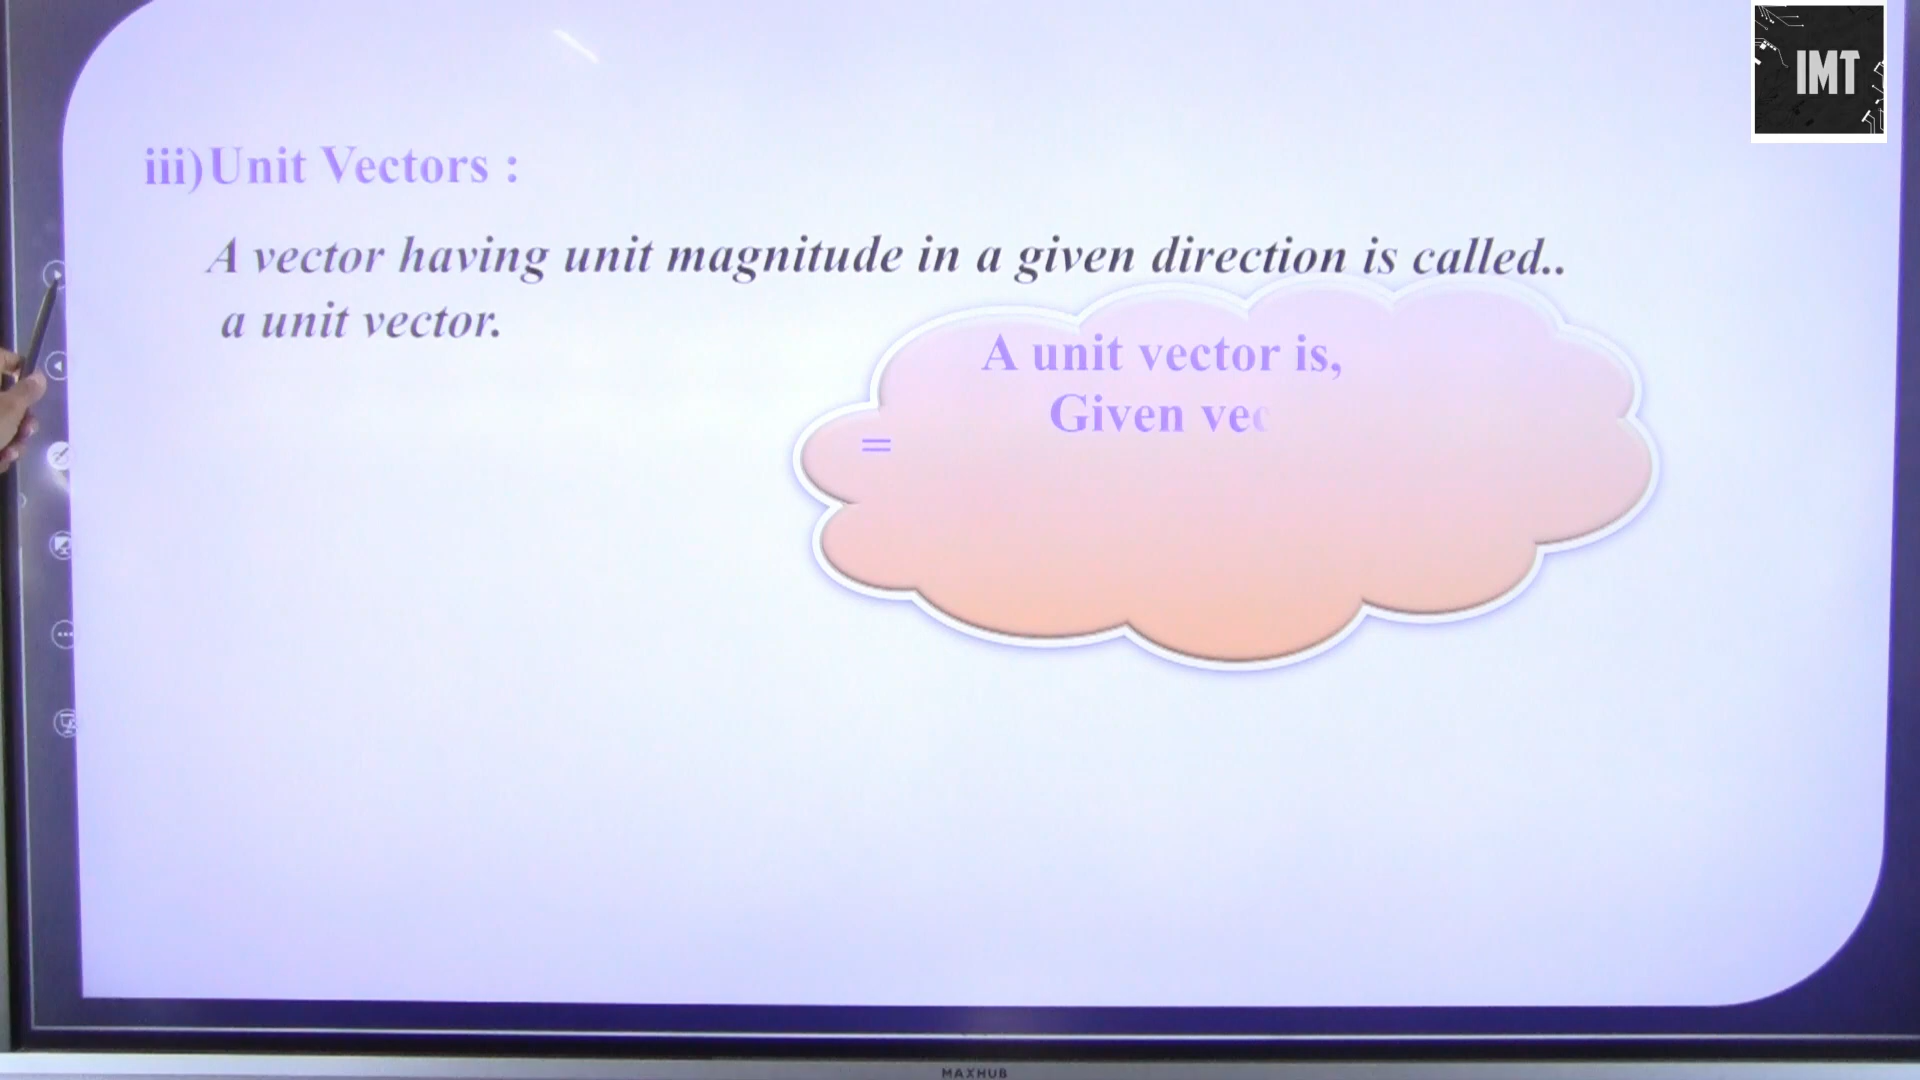 IMT
iii)Unit Vectors :
A vector having unit magnitude in a given direction is called..
a unit vector.
A unit vector is,
Given vec
=
MAXHUB